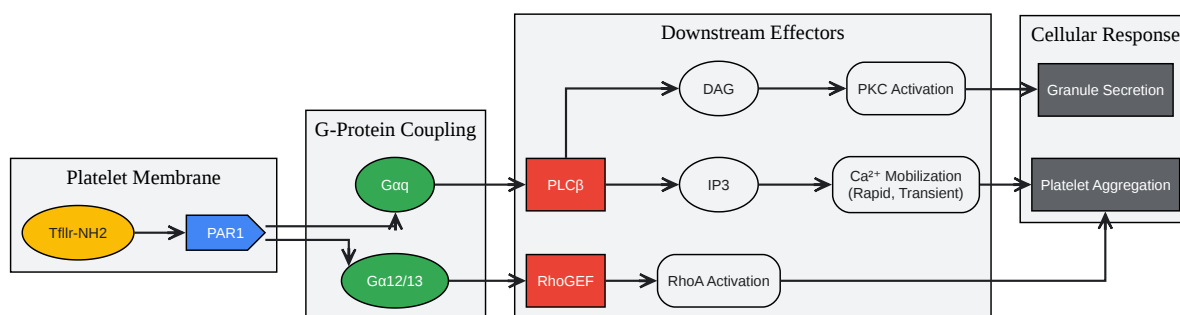 Platelet Membrane
Tfllr-NH2
PAR1
G-Protein Coupling
Gαq
Gα12/13
Downstream Effectors
DAG
PKC Activation
PLCβ
IP3
Ca²⁺ Mobilization
(Rapid, Transient)
RhoGEF
RhoA Activation
Cellular Response
Granule Secretion
Platelet Aggregation